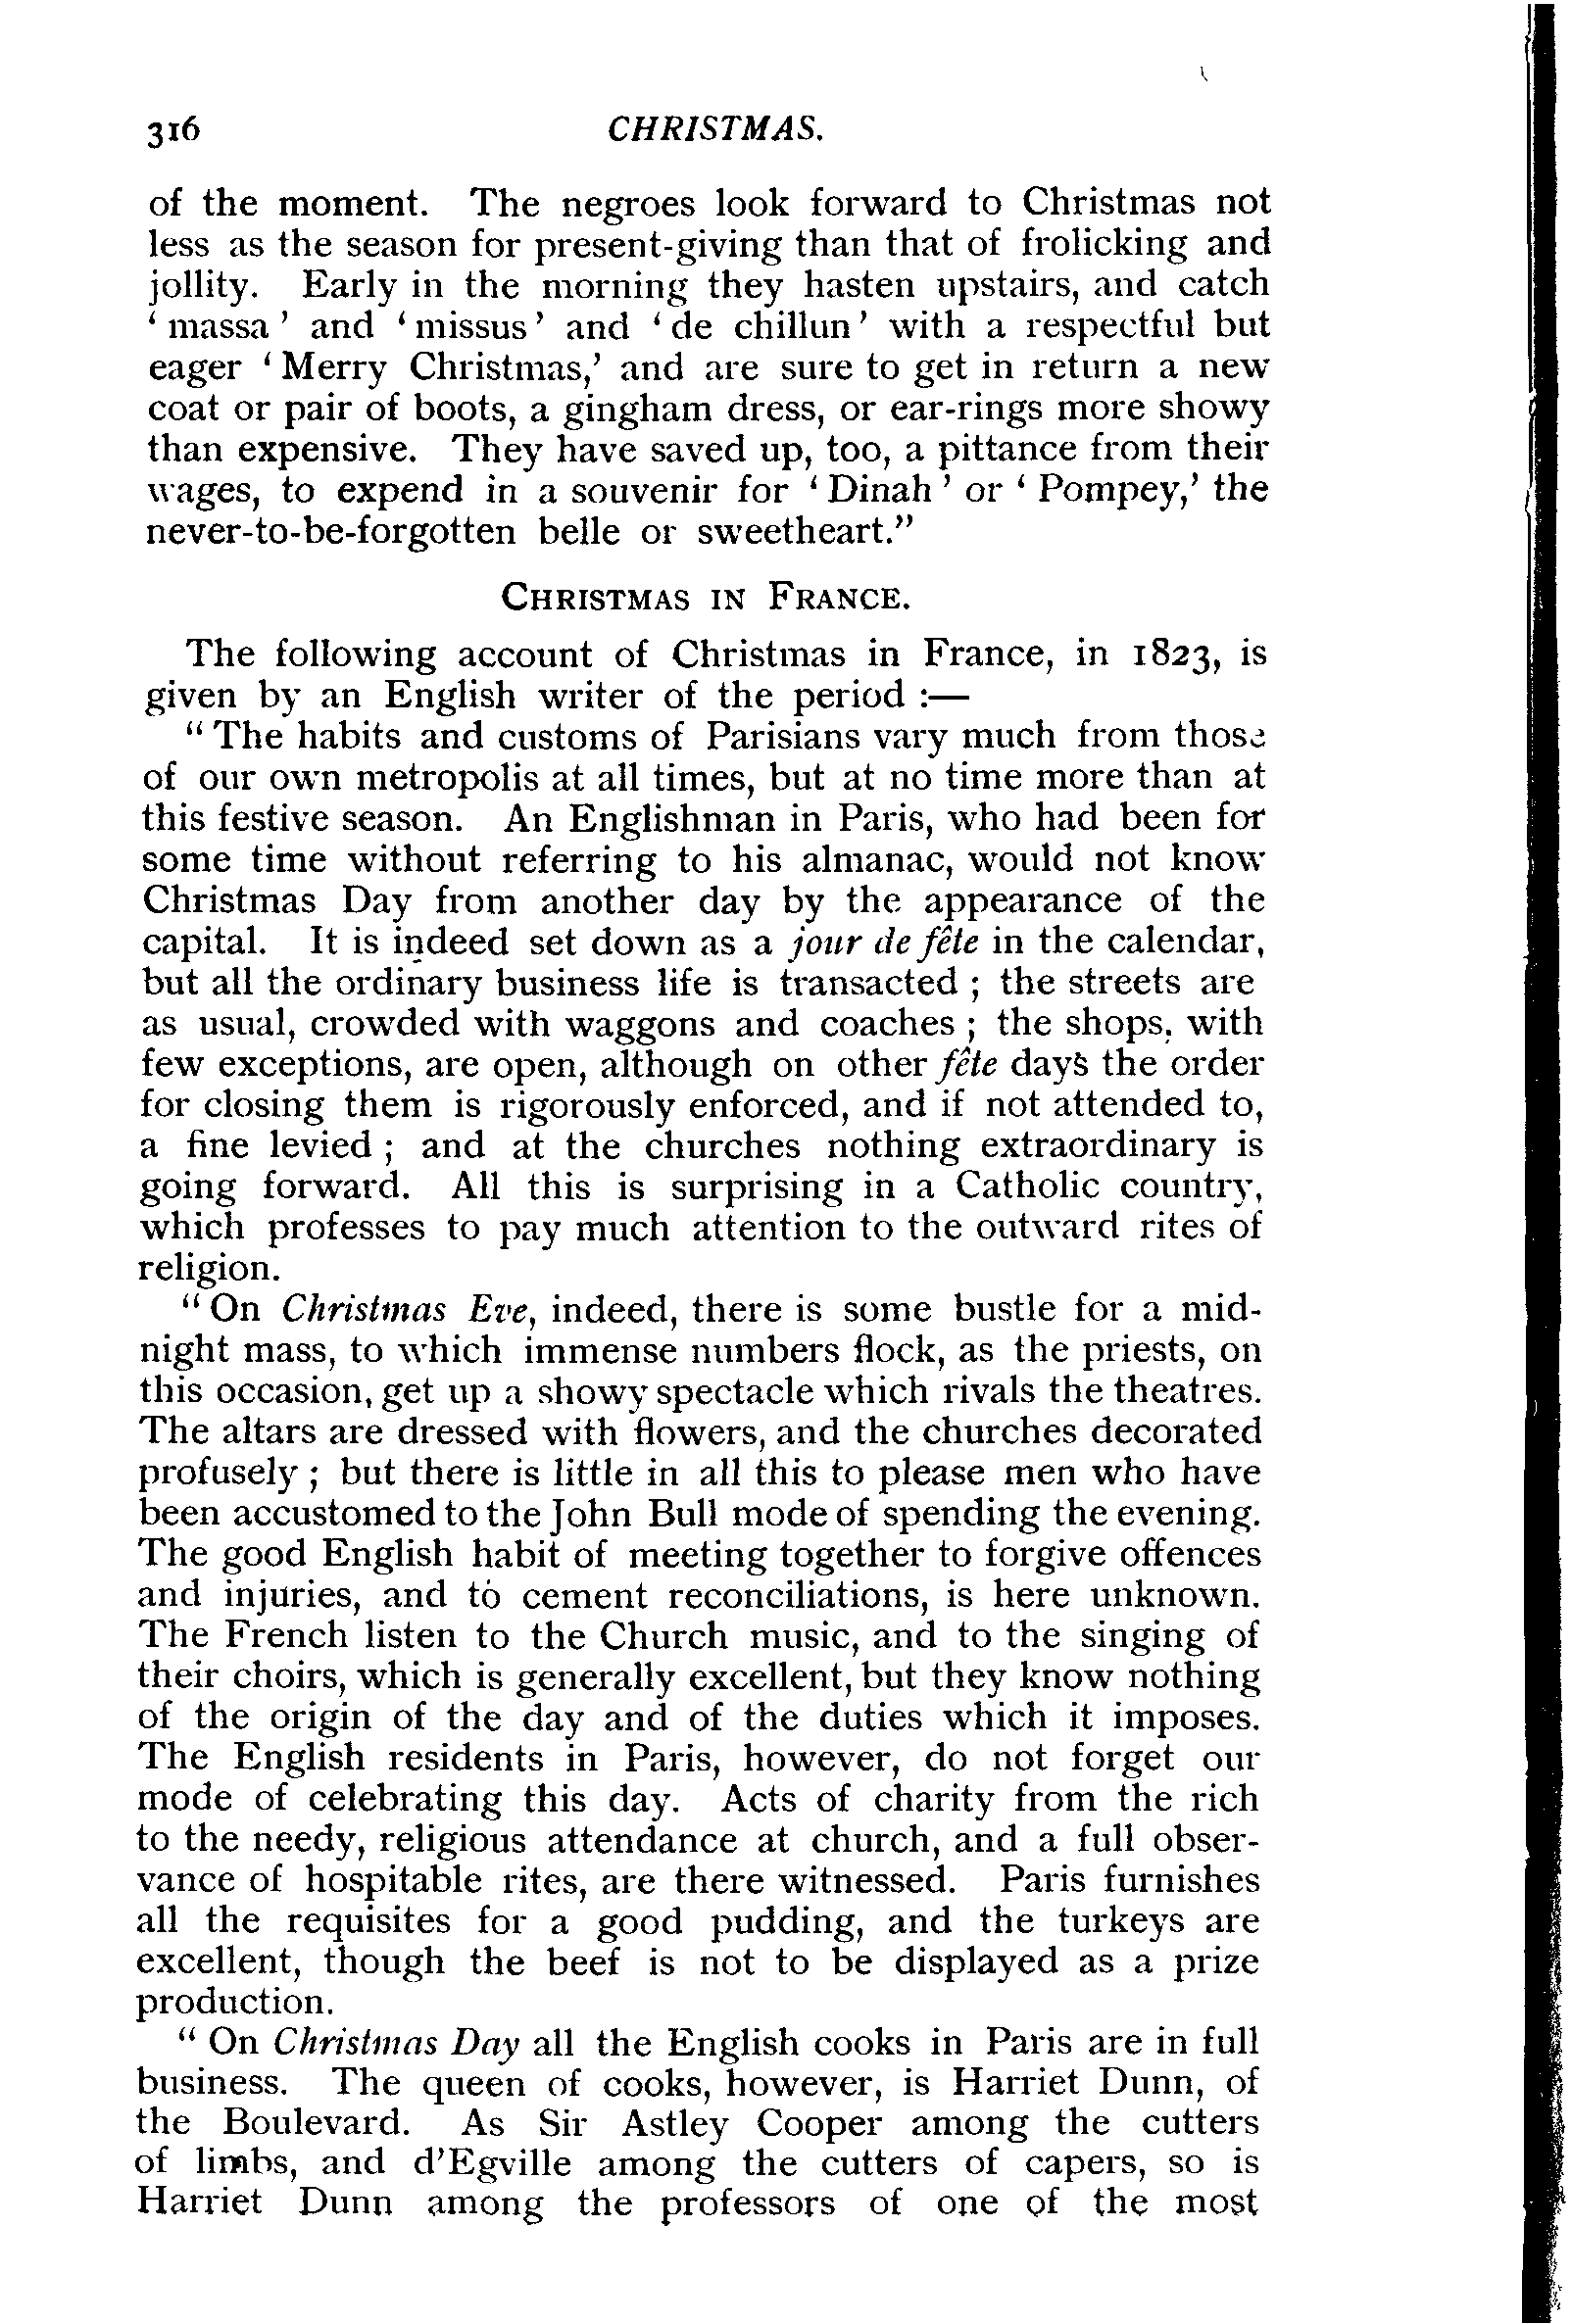 316 CHRISTMAS.
of the moment. The negroes look forward to Christmas not
less as the season for present-giving than that of frolicking and
jollity. Early in the morning they hasten upstairs, and catch
‘massa’ and ‘missus’ and ‘de chillun’ with a respectful but
eager ‘Merry Christmas,’ and are sure to get in return a new
coat or pair of boots, a gingham dress, or ear-rings more showy
than expensive. They have saved up, too, a pittance from their
wages, to expend in a souvenir for ‘Dinah’ or ‘Pompey,’ the
never-to-be-forgotten belle or sweetheart.”
CHRISTMAS IN FRANCE.
The following account of Christmas in France, in 1823, is
given by an English writer of the period :—
“The habits and customs of Parisians vary much from those
of our own metropolis at all times, but at no time more than at
this festive season. An Englishman in Paris, who had been for
some time without referring to his almanac, would not know
Christmas Day from another day by the appearance of the
capital. It is indeed set down as a jour de fête in the calendar,
but all the ordinary business life is transacted ; the streets are
as usual, crowded with waggons and coaches ; the shops, with
few exceptions, are open, although on other fête days the order
for closing them is rigorously enforced, and if not attended to,
a fine levied ; and at the churches nothing extraordinary is
going forward. All this is surprising in a Catholic country,
which professes to pay much attention to the outward rites of
religion.
“On Christmas Eve, indeed, there is some bustle for a mid-
night mass, to which immense numbers flock, as the priests, on
this occasion, get up a showy spectacle which rivals the theatres.
The altars are dressed with flowers, and the churches decorated
profusely ; but there is little in all this to please men who have
been accustomed to the John Bull mode of spending the evening.
The good English habit of meeting together to forgive offences
and injuries, and to cement reconciliations, is here unknown.
The French listen to the Church music, and to the singing of
their choirs, which is generally excellent, but they know nothing
of the origin of the day and of the duties which it imposes.
The English residents in Paris, however, do not forget our
mode of celebrating this day. Acts of charity from the rich
to the needy, religious attendance at church, and a full obser-
vance of hospitable rites, are there witnessed. Paris furnishes
all the requisites for a good pudding, and the turkeys are
excellent, though the beef is not to be displayed as a prize
production.
“On Christmas Day all the English cooks in Paris are in full
business. The queen of cooks, however, is Harriet Dunn, of
the Boulevard. As Sir Astley Cooper among the cutters
of limbs, and d’Egville among the cutters of capers, so is
Harriet Dunn among the professors of one of the most